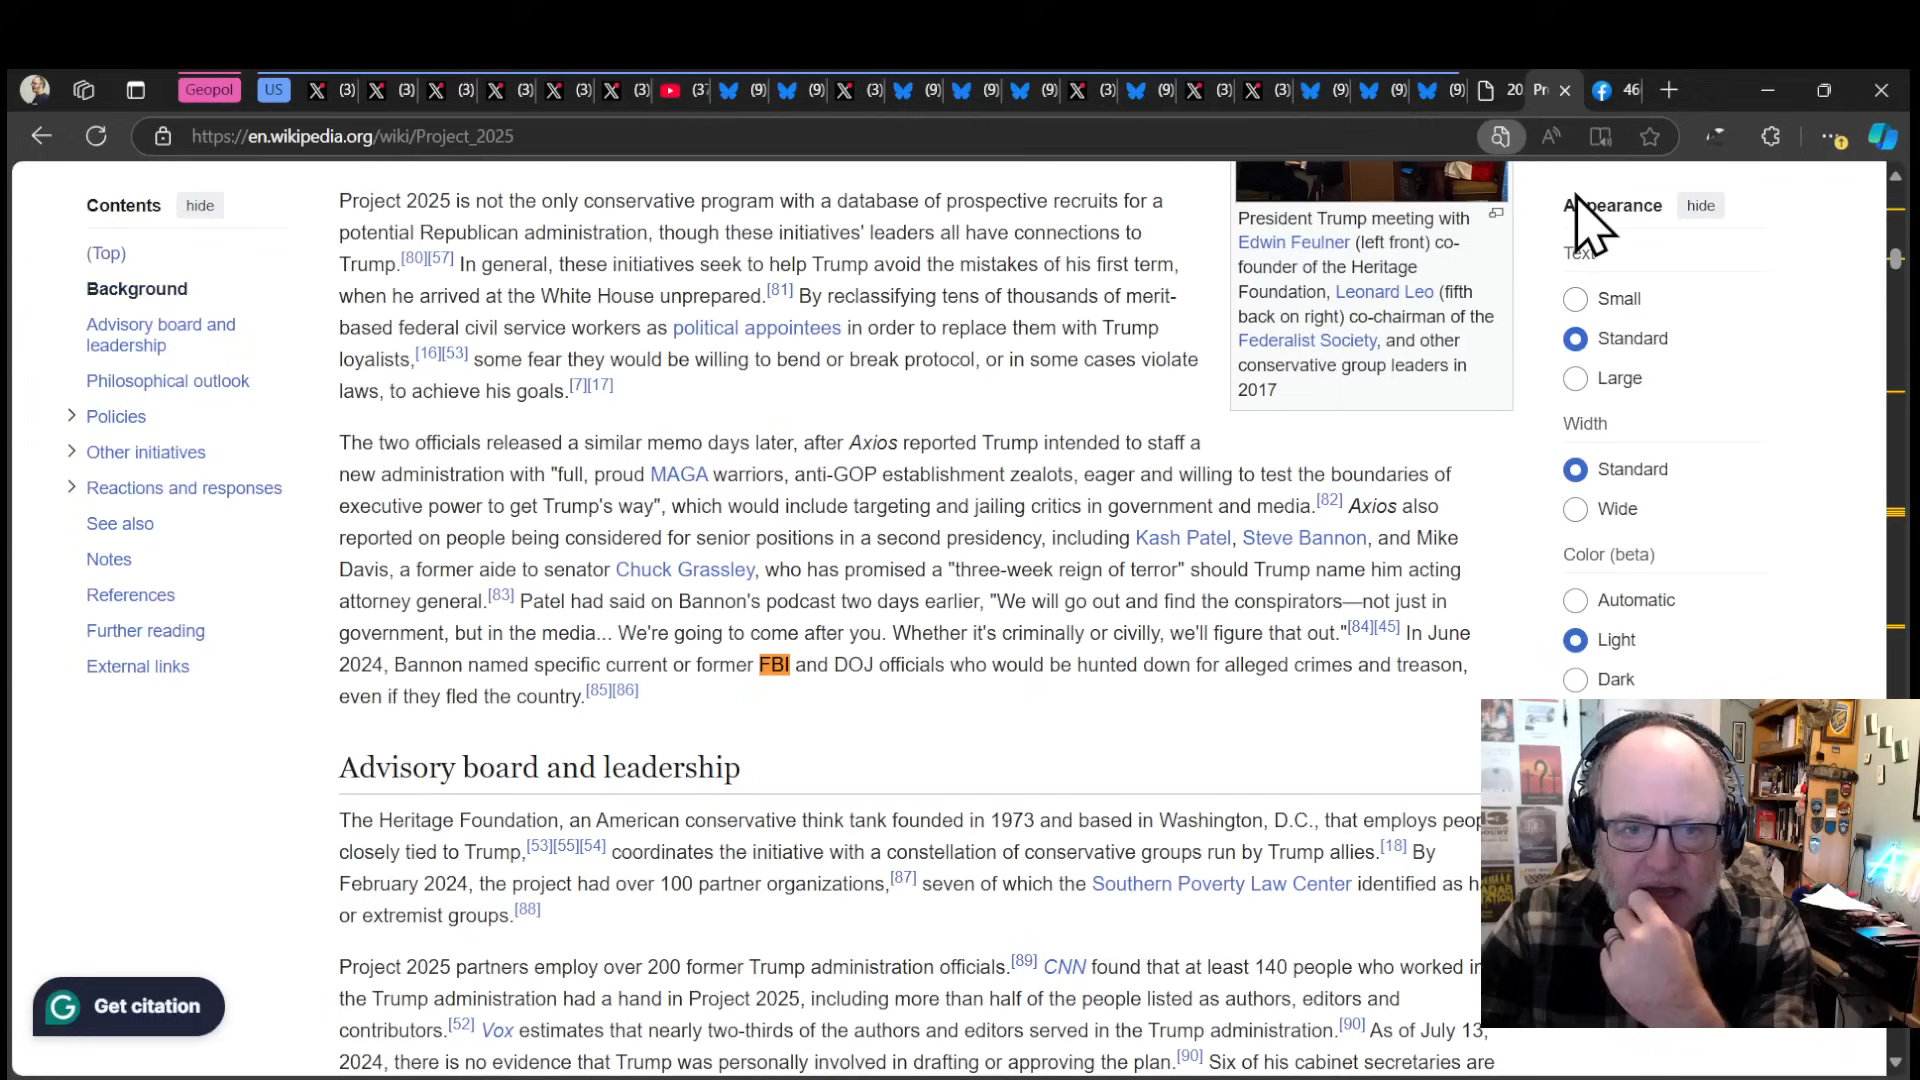 Geopol
US
(3)
(3)
(3)
(3)
(3)
(3)
(37
(9)
(9)
(3)
(9)
(9)
(9)
(3)
(9)
(3)
(3)
(9)
(9)
(9)
20
Pr
46
https://en.wikipedia.org/wiki/Project_2025
Contents
hide
(Top)
Background
Advisory board and
leadership
Philosophical outlook
Policies
Other initiatives
Reactions and responses
See also
Notes
References
Further reading
External links
Get citation
Project 2025 is not the only conservative program with a database of prospective recruits for a
potential Republican administration, though these initiatives' leaders all have connections to
Trump.[80][57] In general, these initiatives seek to help Trump avoid the mistakes of his first term,
when he arrived at the White House unprepared.[81] By reclassifying tens of thousands of merit-
based federal civil service workers as political appointees in order to replace them with Trump
loyalists,[16][53] some fear they would be willing to bend or break protocol, or in some cases violate
laws, to achieve his goals.[7][17]
President Trump meeting with
Edwin Feulner (left front) co-
founder of the Heritage
Foundation, Leonard Leo (fifth
back on right) co-chairman of the
Federalist Society, and other
conservative group leaders in
2017
The two officials released a similar memo days later, after Axios reported Trump intended to staff a
new administration with "full, proud MAGA warriors, anti-GOP establishment zealots, eager and willing to test the boundaries of
executive power to get Trump's way", which would include targeting and jailing critics in government and media.[82] Axios also
reported on people being considered for senior positions in a second presidency, including Kash Patel, Steve Bannon, and Mike
Davis, a former aide to senator Chuck Grassley, who has promised a "three-week reign of terror" should Trump name him acting
attorney general.[83] Patel had said on Bannon's podcast two days earlier, "We will go out and find the conspirators—not just in
government, but in the media... We're going to come after you. Whether it's criminally or civilly, we'll figure that out."[84][45] In June
2024, Bannon named specific current or former FBI and DOJ officials who would be hunted down for alleged crimes and treason,
even if they fled the country.[85][86]
Advisory board and leadership
The Heritage Foundation, an American conservative think tank founded in 1973 and based in Washington, D.C., that employs peop
closely tied to Trump,[53][55][54] coordinates the initiative with a constellation of conservative groups run by Trump allies.[18] By
February 2024, the project had over 100 partner organizations,[87] seven of which the Southern Poverty Law Center identified as h
or extremist groups.[88]
Project 2025 partners employ over 200 former Trump administration officials.[89] CNN found that at least 140 people who worked in
the Trump administration had a hand in Project 2025, including more than half of the people listed as authors, editors and
contributors.[52] Vox estimates that nearly two-thirds of the authors and editors served in the Trump administration.[90] As of July 13,
2024, there is no evidence that Trump was personally involved in drafting or approving the plan.[90] Six of his cabinet secretaries are
Appearance
hide
Text
Small
Standard
Large
Width
Standard
Wide
Color (beta)
Automatic
Light
Dark